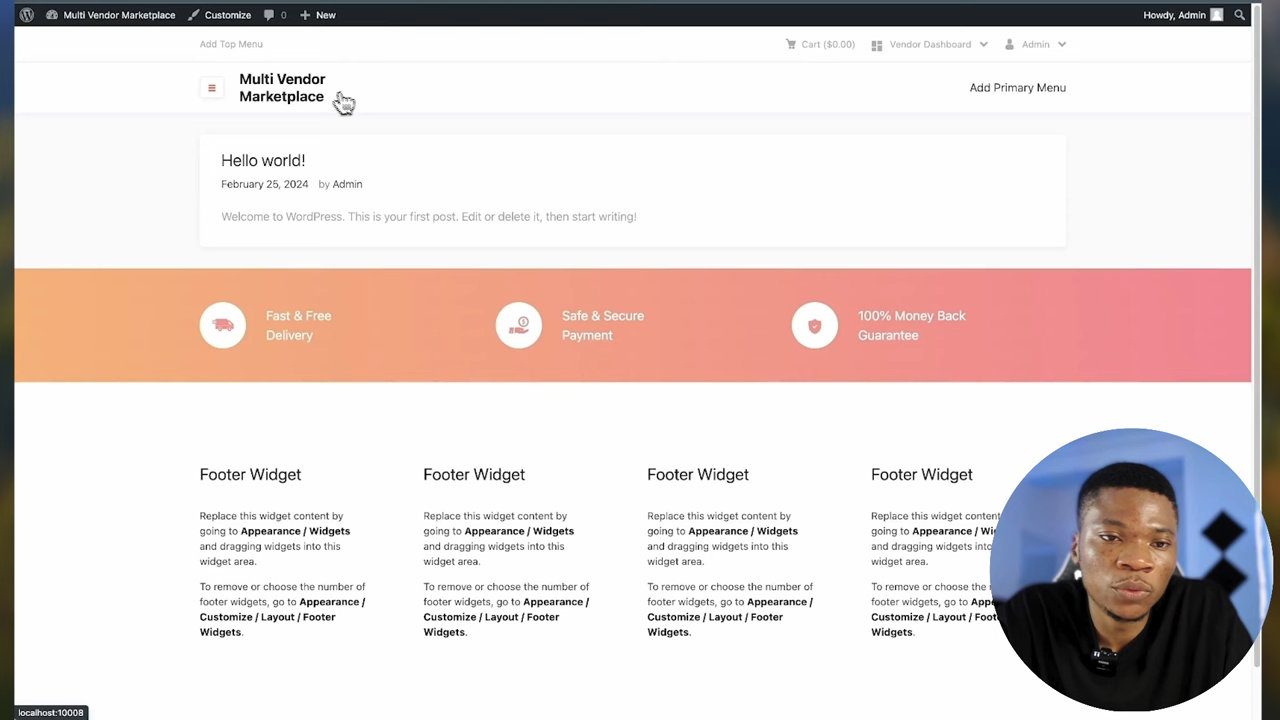 Multi Vendor Marketplace Customize 0 New Howdy, Admin
Add Top Menu Cart ($0.00) Vendor Dashboard Admin
Multi Vendor
Marketplace
Add Primary Menu
Hello world!
February 25, 2024 by Admin
Welcome to WordPress. This is your first post. Edit or delete it, then start writing!
Fast & Free
Delivery
Safe & Secure
Payment
100% Money Back
Guarantee
Footer Widget
Replace this widget content by
going to Appearance / Widgets
and dragging widgets into this
widget area.
To remove or choose the number of
footer widgets, go to Appearance /
Customize / Layout / Footer
Widgets.
Footer Widget
Replace this widget content by
going to Appearance / Widgets
and dragging widgets into this
widget area.
To remove or choose the number of
footer widgets, go to Appearance /
Customize / Layout / Footer
Widgets.
Footer Widget
Replace this widget content by
going to Appearance / Widgets
and dragging widgets into this
widget area.
To remove or choose the number of
footer widgets, go to Appearance /
Customize / Layout / Footer
Widgets.
Footer Widget
Replace this widget content
going to Appearance /
and dragging widgets
widget area.
To remove or choose
footer widgets, go to
Customize / Layout /
Widgets.
localhost:10008